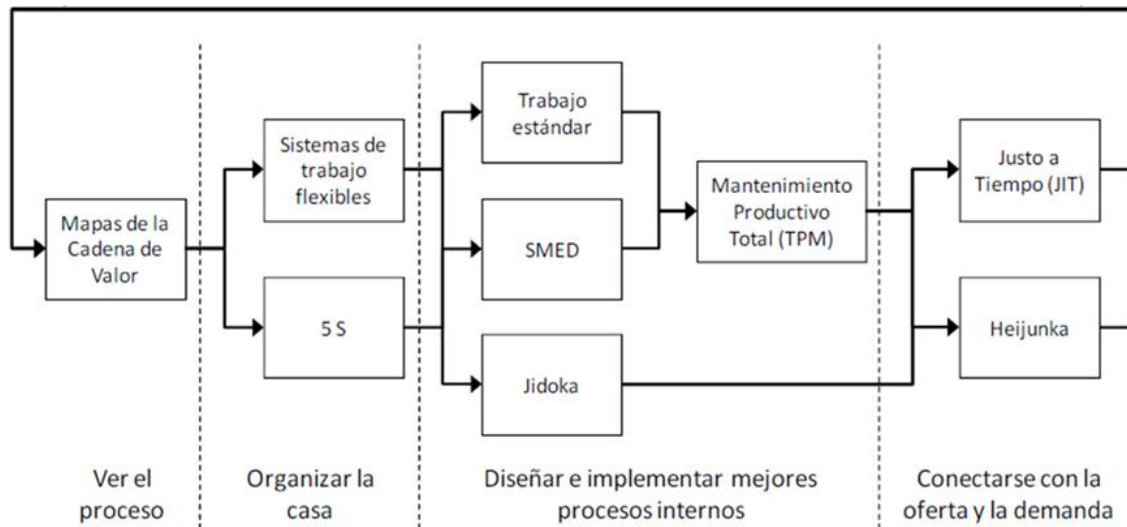 Mapas de la
Cadena de
Valor
Sistemas de
trabajo
flexibles
5 S
Trabajo
estándar
SMED
Jidoka
Mantenimiento
Productivo
Total (TPM)
Justo a
Tiempo (JIT)
Heijunka
Ver el
proceso
Organizar la
casa
Diseñar e implementar mejores
procesos internos
Conectarse con la
oferta y la demanda